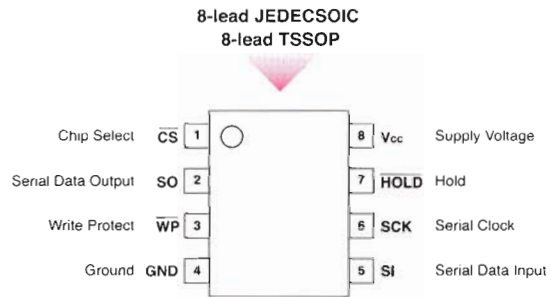 8-lead JEDECSOIC
8-lead TSSOP
Chip Select CS 1 8 Vcc Supply Voltage
Serial Data Output SO 2 7 HOLD Hold
Write Protect WP 3 6 SCK Serial Clock
Ground GND 4 5 SI Serial Data Input